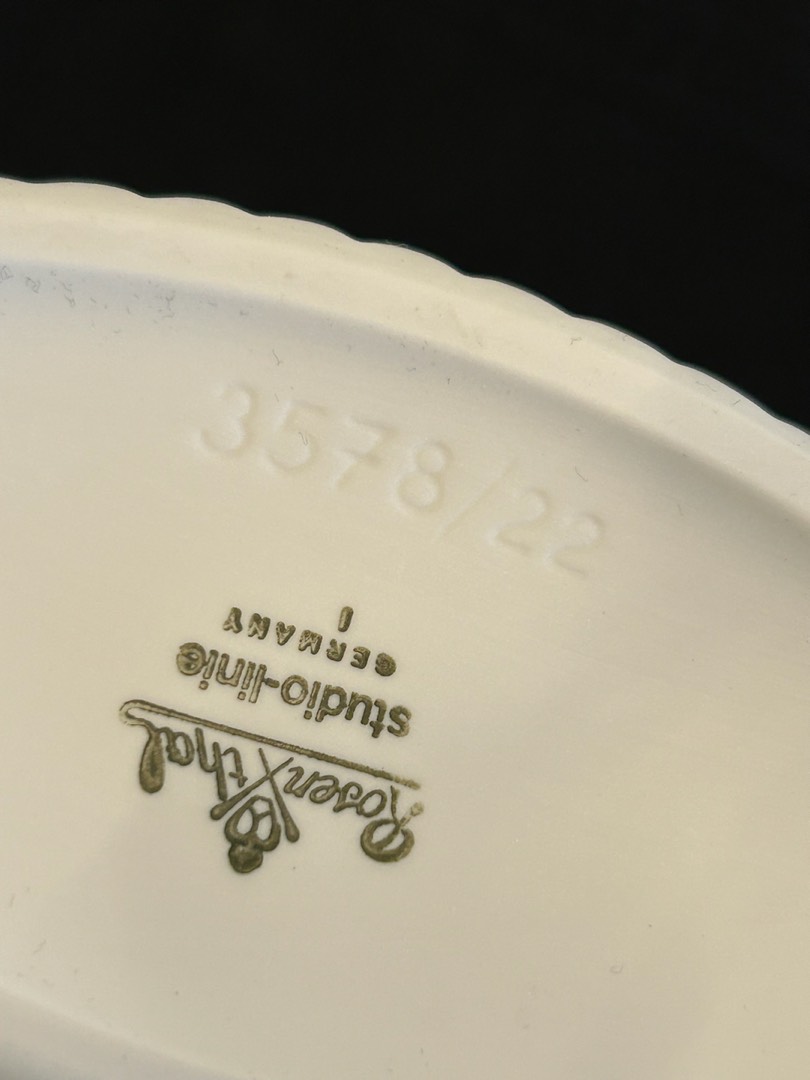 3578/22
Rosenthal
studio-linie
GERMANY
I